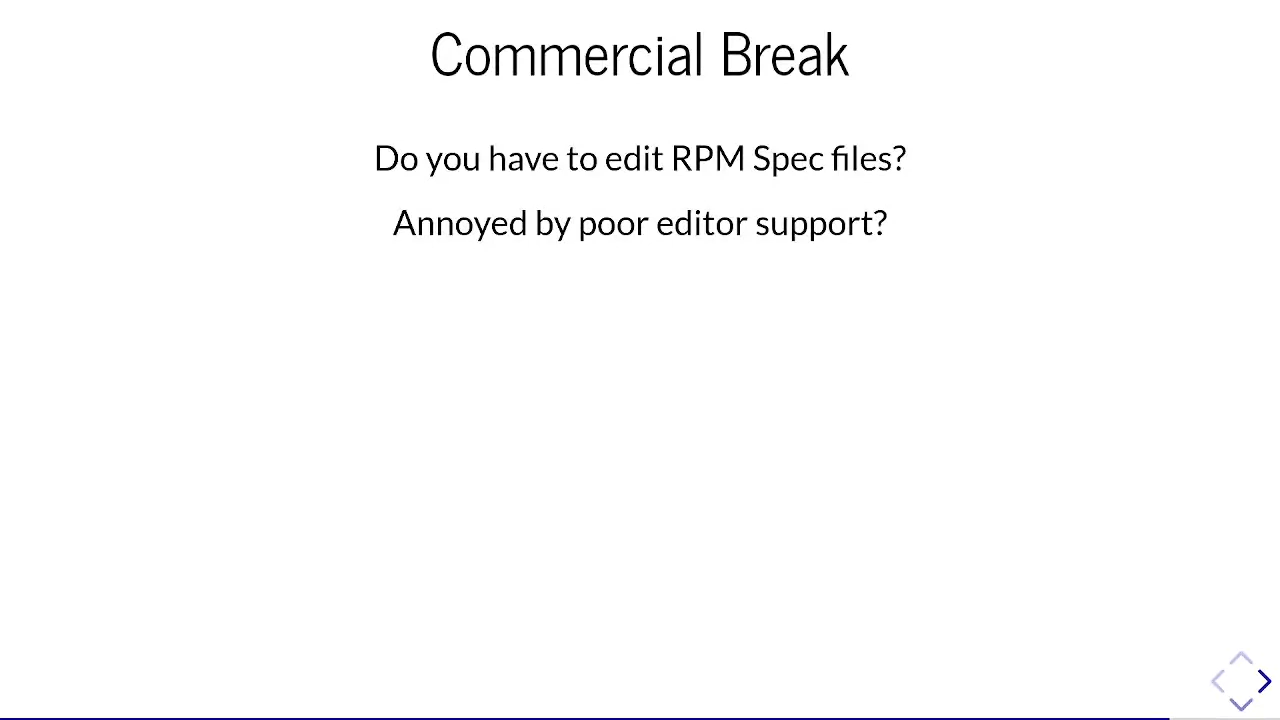 Commercial Break
Do you have to edit RPM Spec files?
Annoyed by poor editor support?